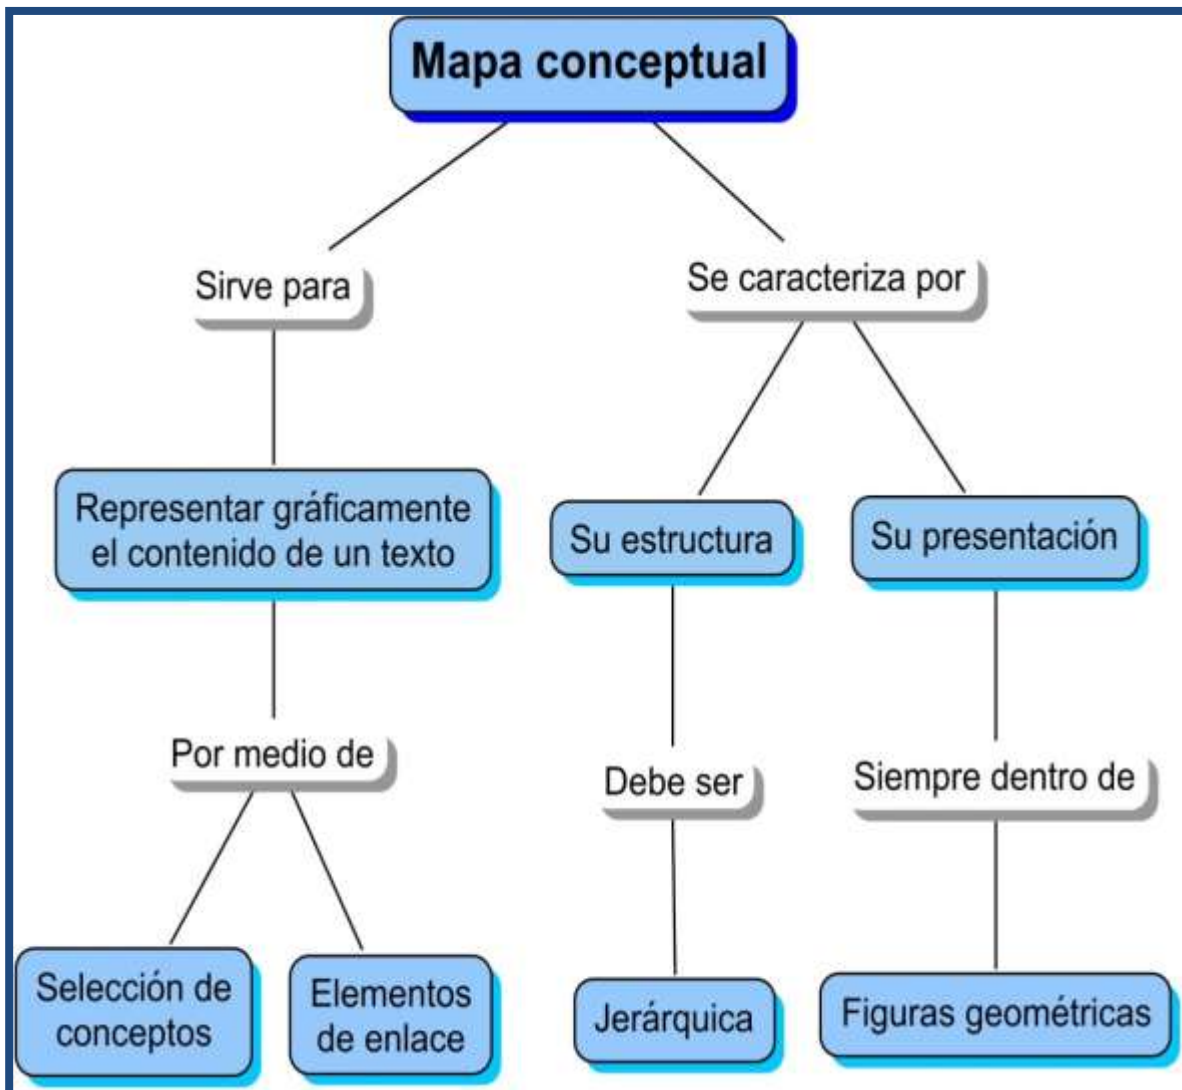 Mapa conceptual
Sirve para
Se caracteriza por
Representar gráficamente
el contenido de un texto
Su estructura
Su presentación
Por medio de
Debe ser
Siempre dentro de
Selección de
conceptos
Elementos
de enlace
Jerárquica
Figuras geométricas